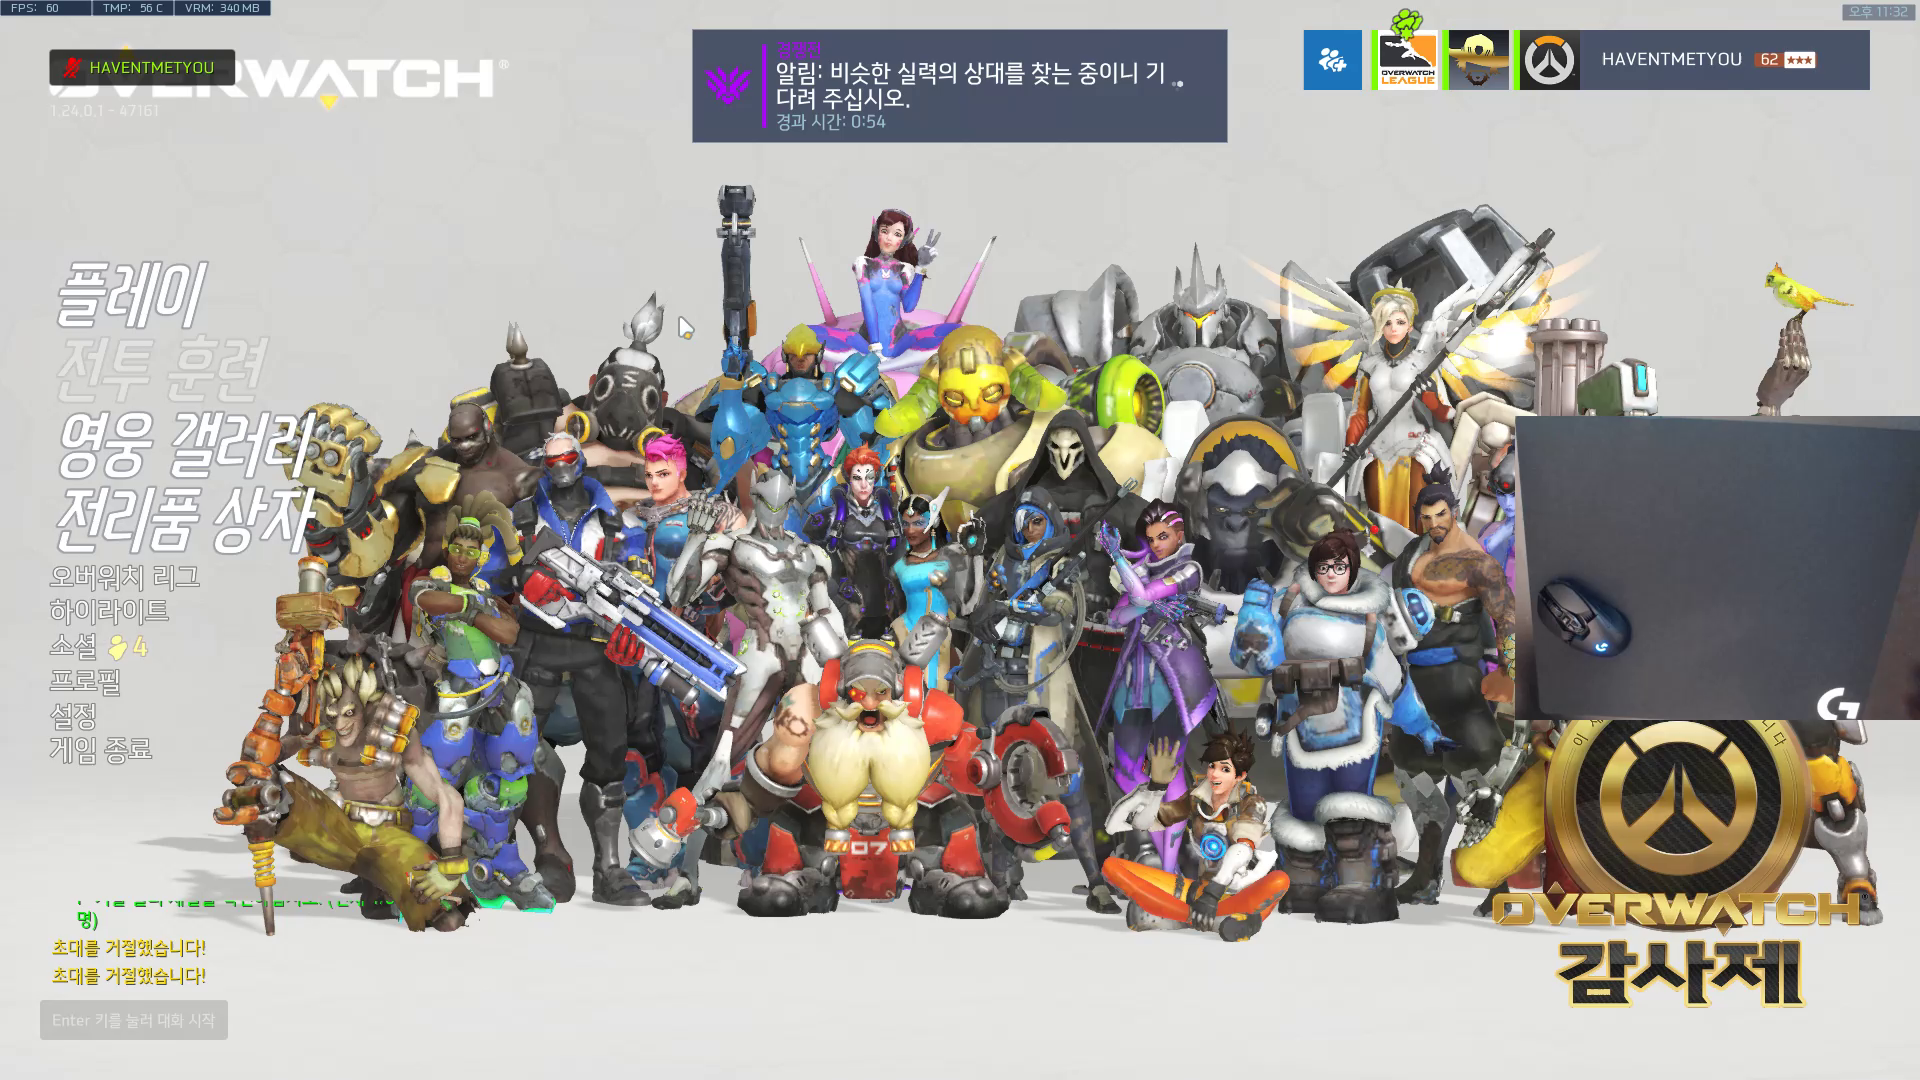 FPS: 60 TMP: 56 C VRM: 340 MB
오후 11:32
HAVENTMETYOU
OVERWATCH
1.24.0.1 - 47161
경쟁전
알림: 비슷한 실력의 상대를 찾는 중이니 기
다려 주십시오.
경과 시간: 0:54
OVERWATCH
LEAGUE
HAVENTMETYOU 62
플레이
전투 훈련
영웅 갤러리
전리품 상자
오버워치 리그
하이라이트
소셜 4
프로필
설정
게임 종료
07
G
명)
초대를 거절했습니다!
초대를 거절했습니다!
Enter 키를 눌러 대화 시작
OVERWATCH
감사제